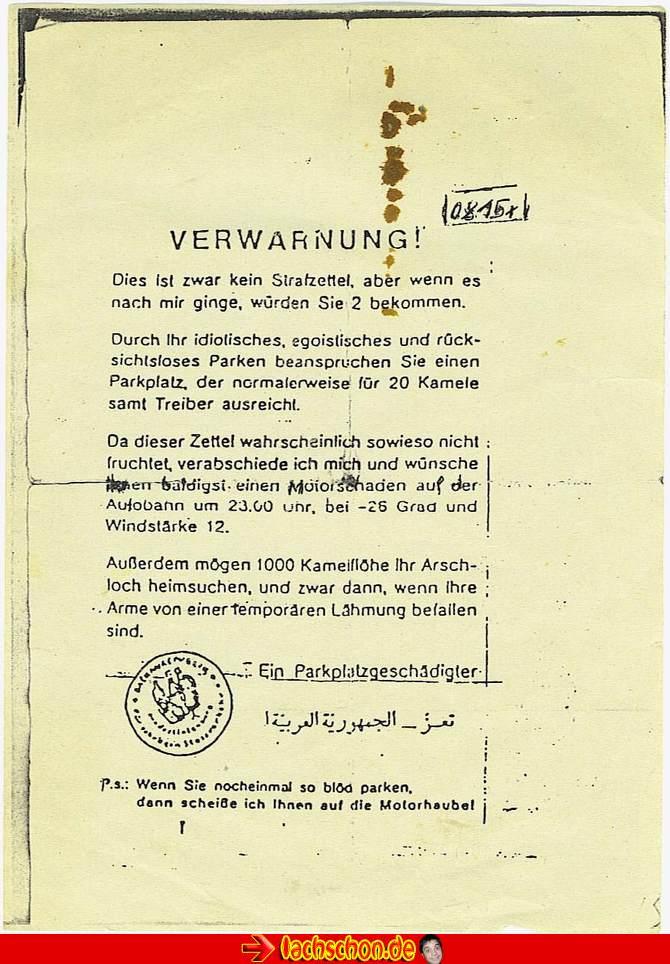 0815
VERWARNUNG!
Dies ist zwar kein Strafzettel, aber wenn es
nach mir ginge, würden Sie 2 bekommen.
Durch Ihr idiotisches, egoistisches und rück-
sichtsloses Parken beanspruchen Sie einen
Parkplatz, der normalerweise für 20 Kamele
samt Treiber ausreicht.
Da dieser Zettel wahrscheinlich sowieso nicht
fruchtet, verabschiede ich mich und wünsche
Ihnen baldigst einen Motorschaden auf der
Autobahn um 23.00 Uhr, bei -26 Grad und
Windstärke 12.
Außerdem mögen 1000 Kamelflöhe Ihr Arsch-
loch heimsuchen, und zwar dann, wenn Ihre
Arme von einer temporären Lähmung befallen
sind.
Ein Parkplatzgeschädigter
تعز — الجمهورية العربية
P.s.: Wenn Sie nocheinmal so blöd parken,
dann scheiße ich Ihnen auf die Motorhaube!
lachschon.de